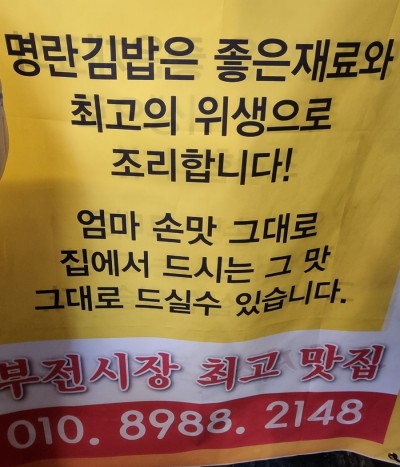 명란김밥은 좋은재료와
최고의 위생으로
조리합니다!
엄마 손맛 그대로
집에서 드시는 그 맛
그대로 드실수 있습니다.
부전시장 최고 맛집
010. 8988. 2148